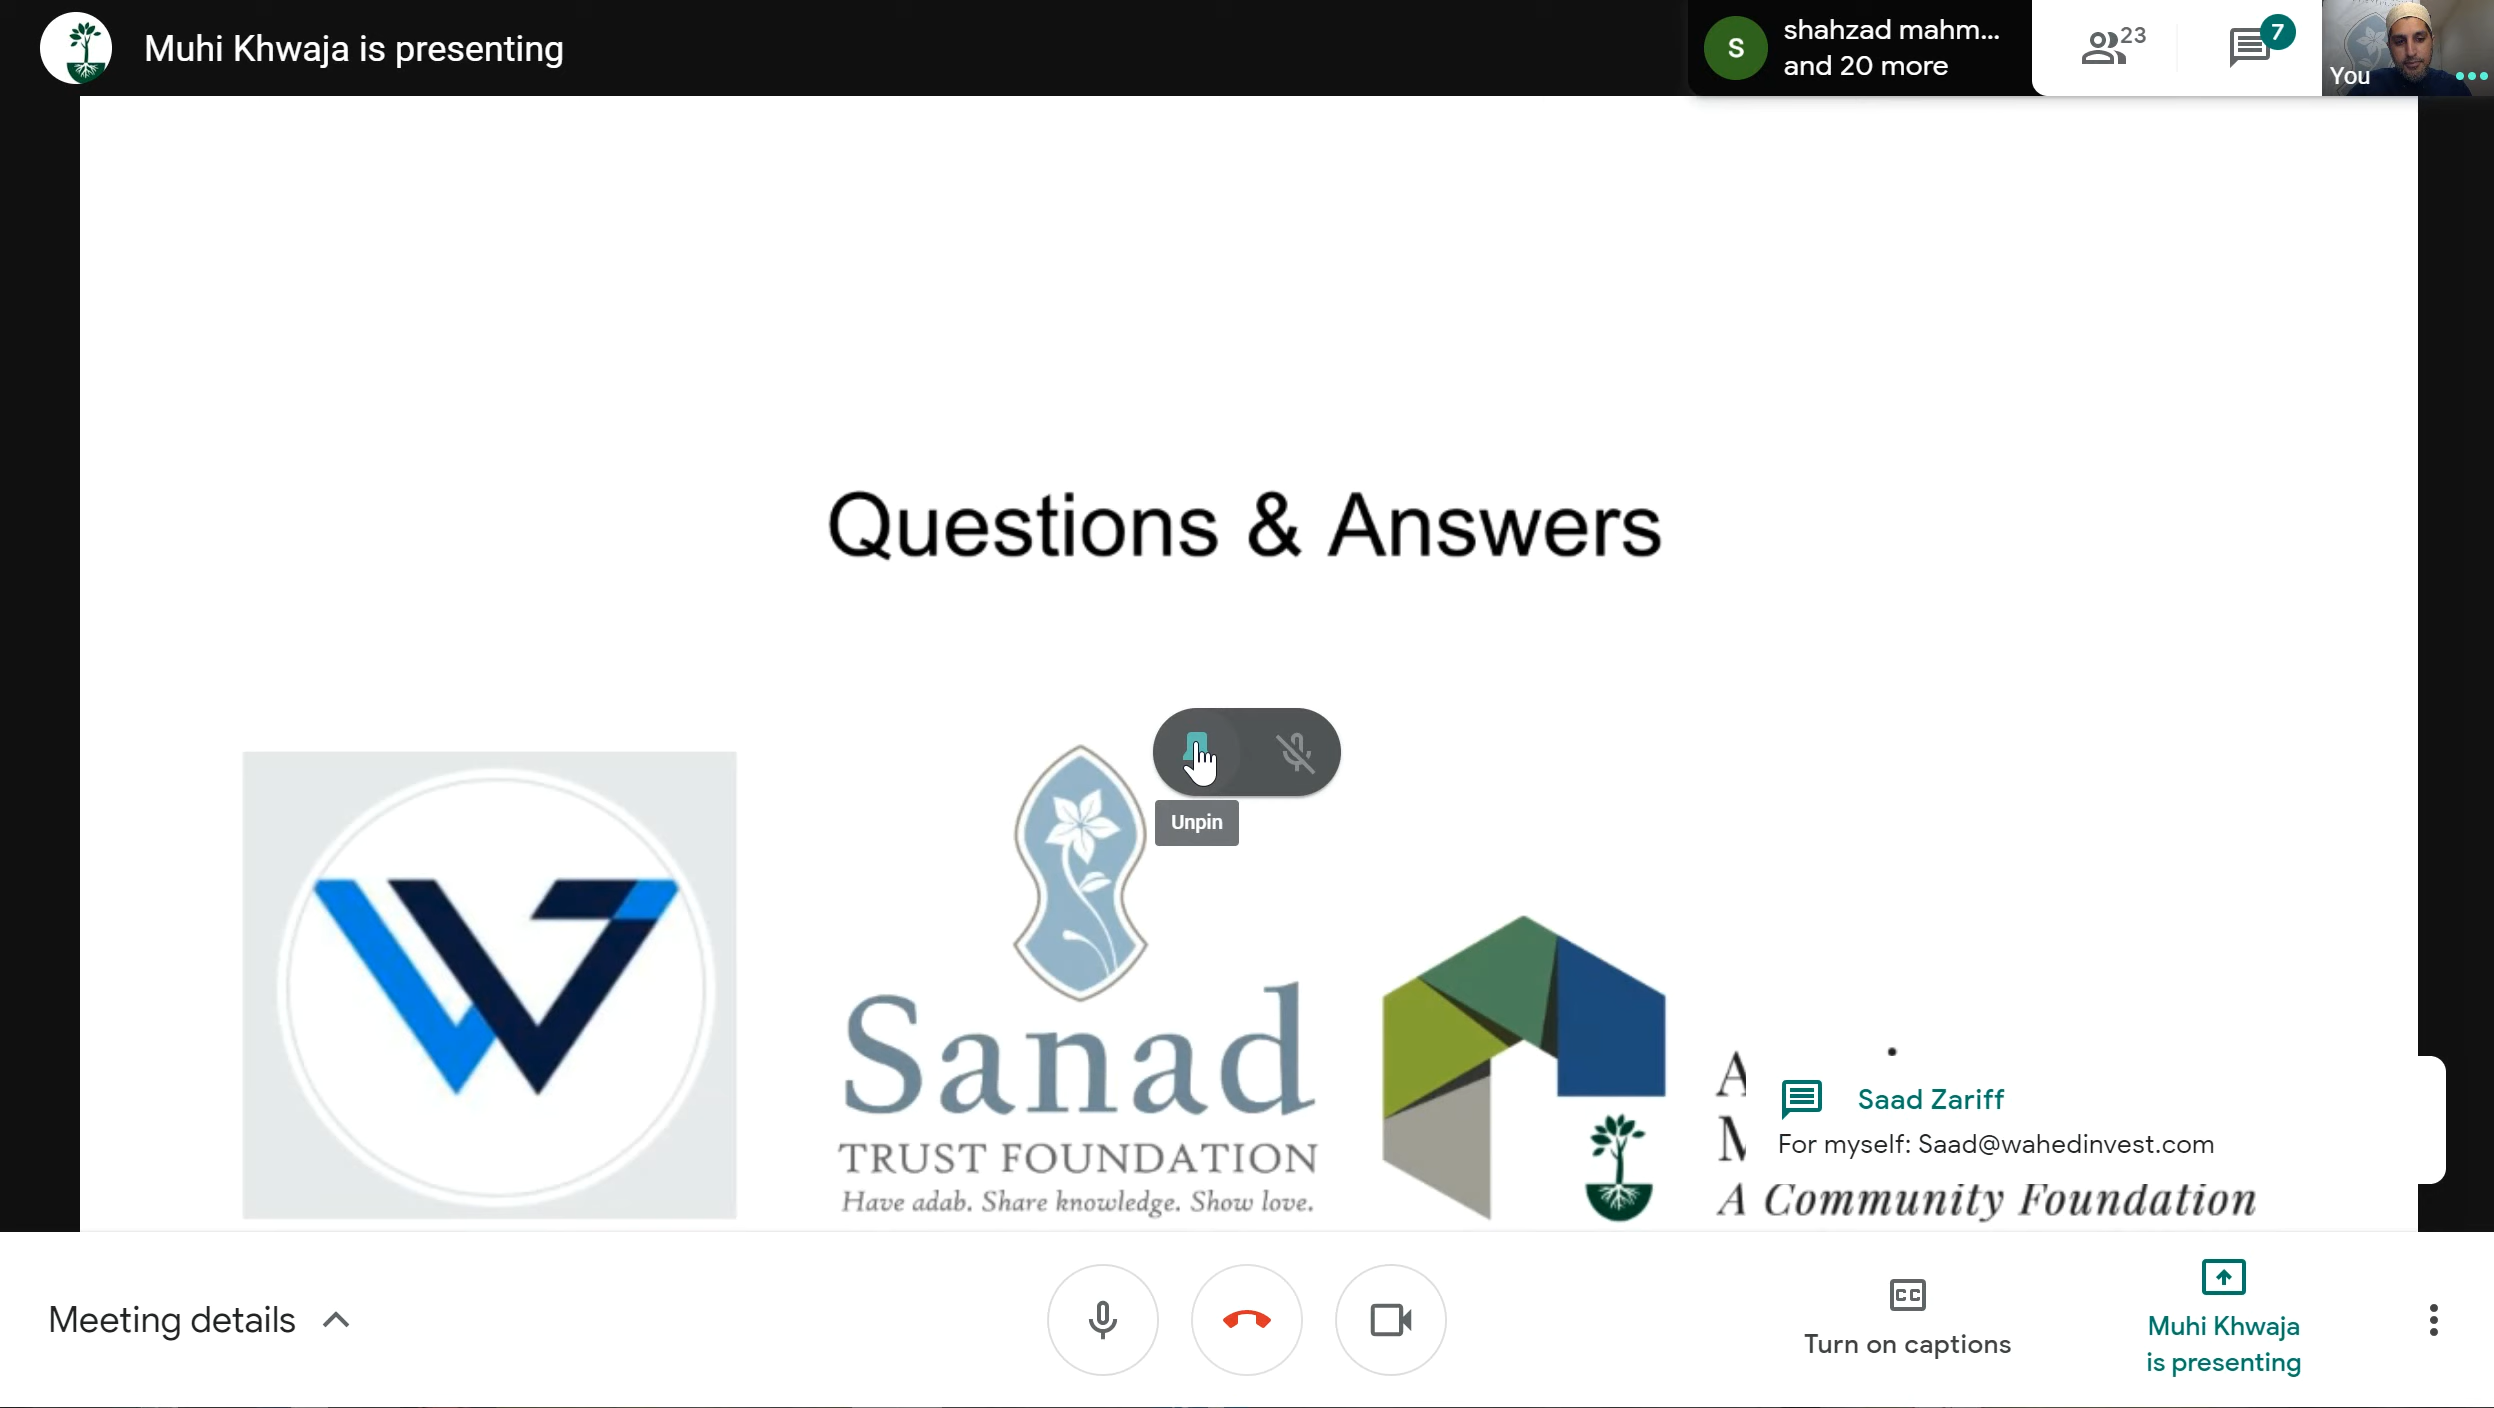 Muhi Khwaja is presenting
S
shahzad mahm...
and 20 more
23
7
You
Questions & Answers
Unpin
Sanad
TRUST FOUNDATION
Have adab. Share knowledge. Show love.
Saad Zariff
For myself: Saad@wahedinvest.com
A Community Foundation
Meeting details
CC
Turn on captions
Muhi Khwaja
is presenting